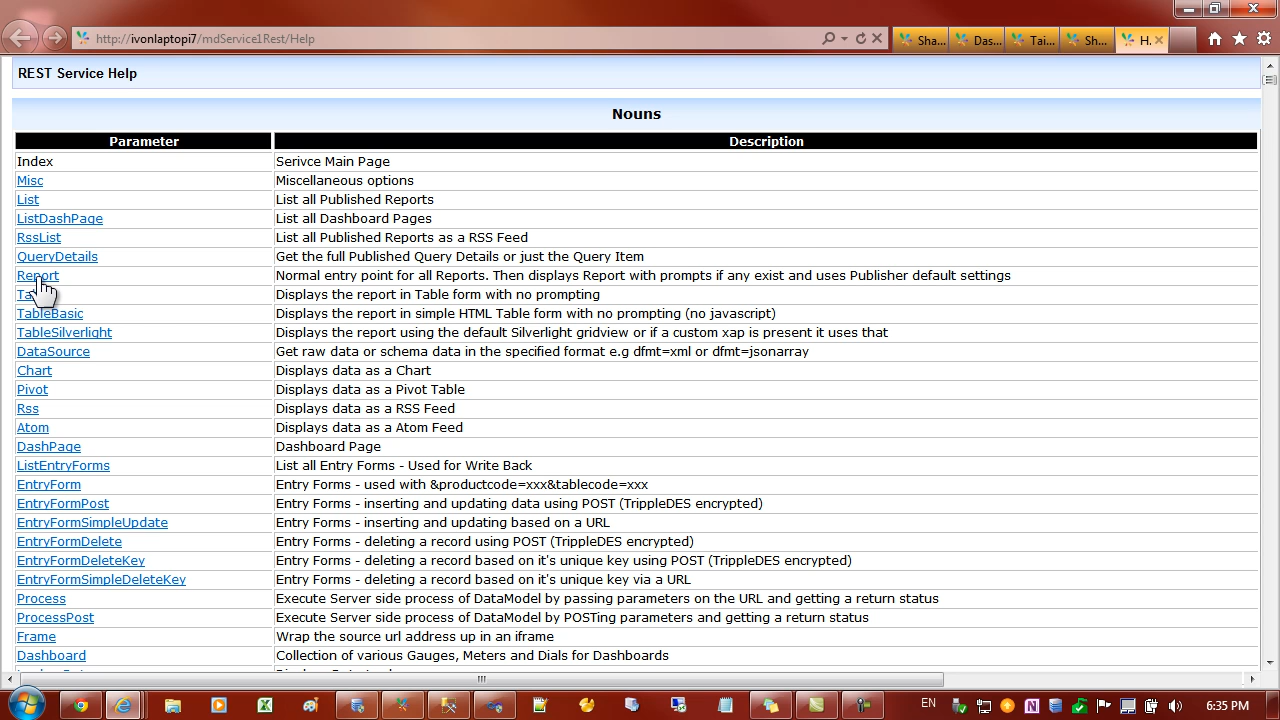 http://ivonlaptopi7/mdService1Rest/Help
Sha...
Das...
Tai...
Sh...
H.
REST Service Help
Nouns
Parameter Description
Index Serivce Main Page
Misc Miscellaneous options
List List all Published Reports
ListDashPage List all Dashboard Pages
RssList List all Published Reports as a RSS Feed
QueryDetails Get the full Published Query Details or just the Query Item
Report Normal entry point for all Reports. Then displays Report with prompts if any exist and uses Publisher default settings
Displays the report in Table form with no prompting
TableBasic Displays the report in simple HTML Table form with no prompting (no javascript)
TableSilverlight Displays the report using the default Silverlight gridview or if a custom xap is present it uses that
DataSource Get raw data or schema data in the specified format e.g dfmt=xml or dfmt=jsonarray
Chart Displays data as a Chart
Pivot Displays data as a Pivot Table
Rss Displays data as a RSS Feed
Atom Displays data as a Atom Feed
DashPage Dashboard Page
ListEntryForms List all Entry Forms - Used for Write Back
EntryForm Entry Forms - used with &productcode=xxx&tablecode=xxx
EntryFormPost Entry Forms - inserting and updating data using POST (TrippleDES encrypted)
EntryFormSimpleUpdate Entry Forms - inserting and updating based on a URL
EntryFormDelete Entry Forms - deleting a record using POST (TrippleDES encrypted)
EntryFormDeleteKey Entry Forms - deleting a record based on it's unique key using POST (TrippleDES encrypted)
EntryFormSimpleDeleteKey Entry Forms - deleting a record based on it's unique key via a URL
Process Execute Server side process of DataModel by passing parameters on the URL and getting a return status
ProcessPost Execute Server side process of DataModel by POSTing parameters and getting a return status
Frame Wrap the source url address up in an iframe
Dashboard Collection of various Gauges, Meters and Dials for Dashboards
EN 6:35 PM